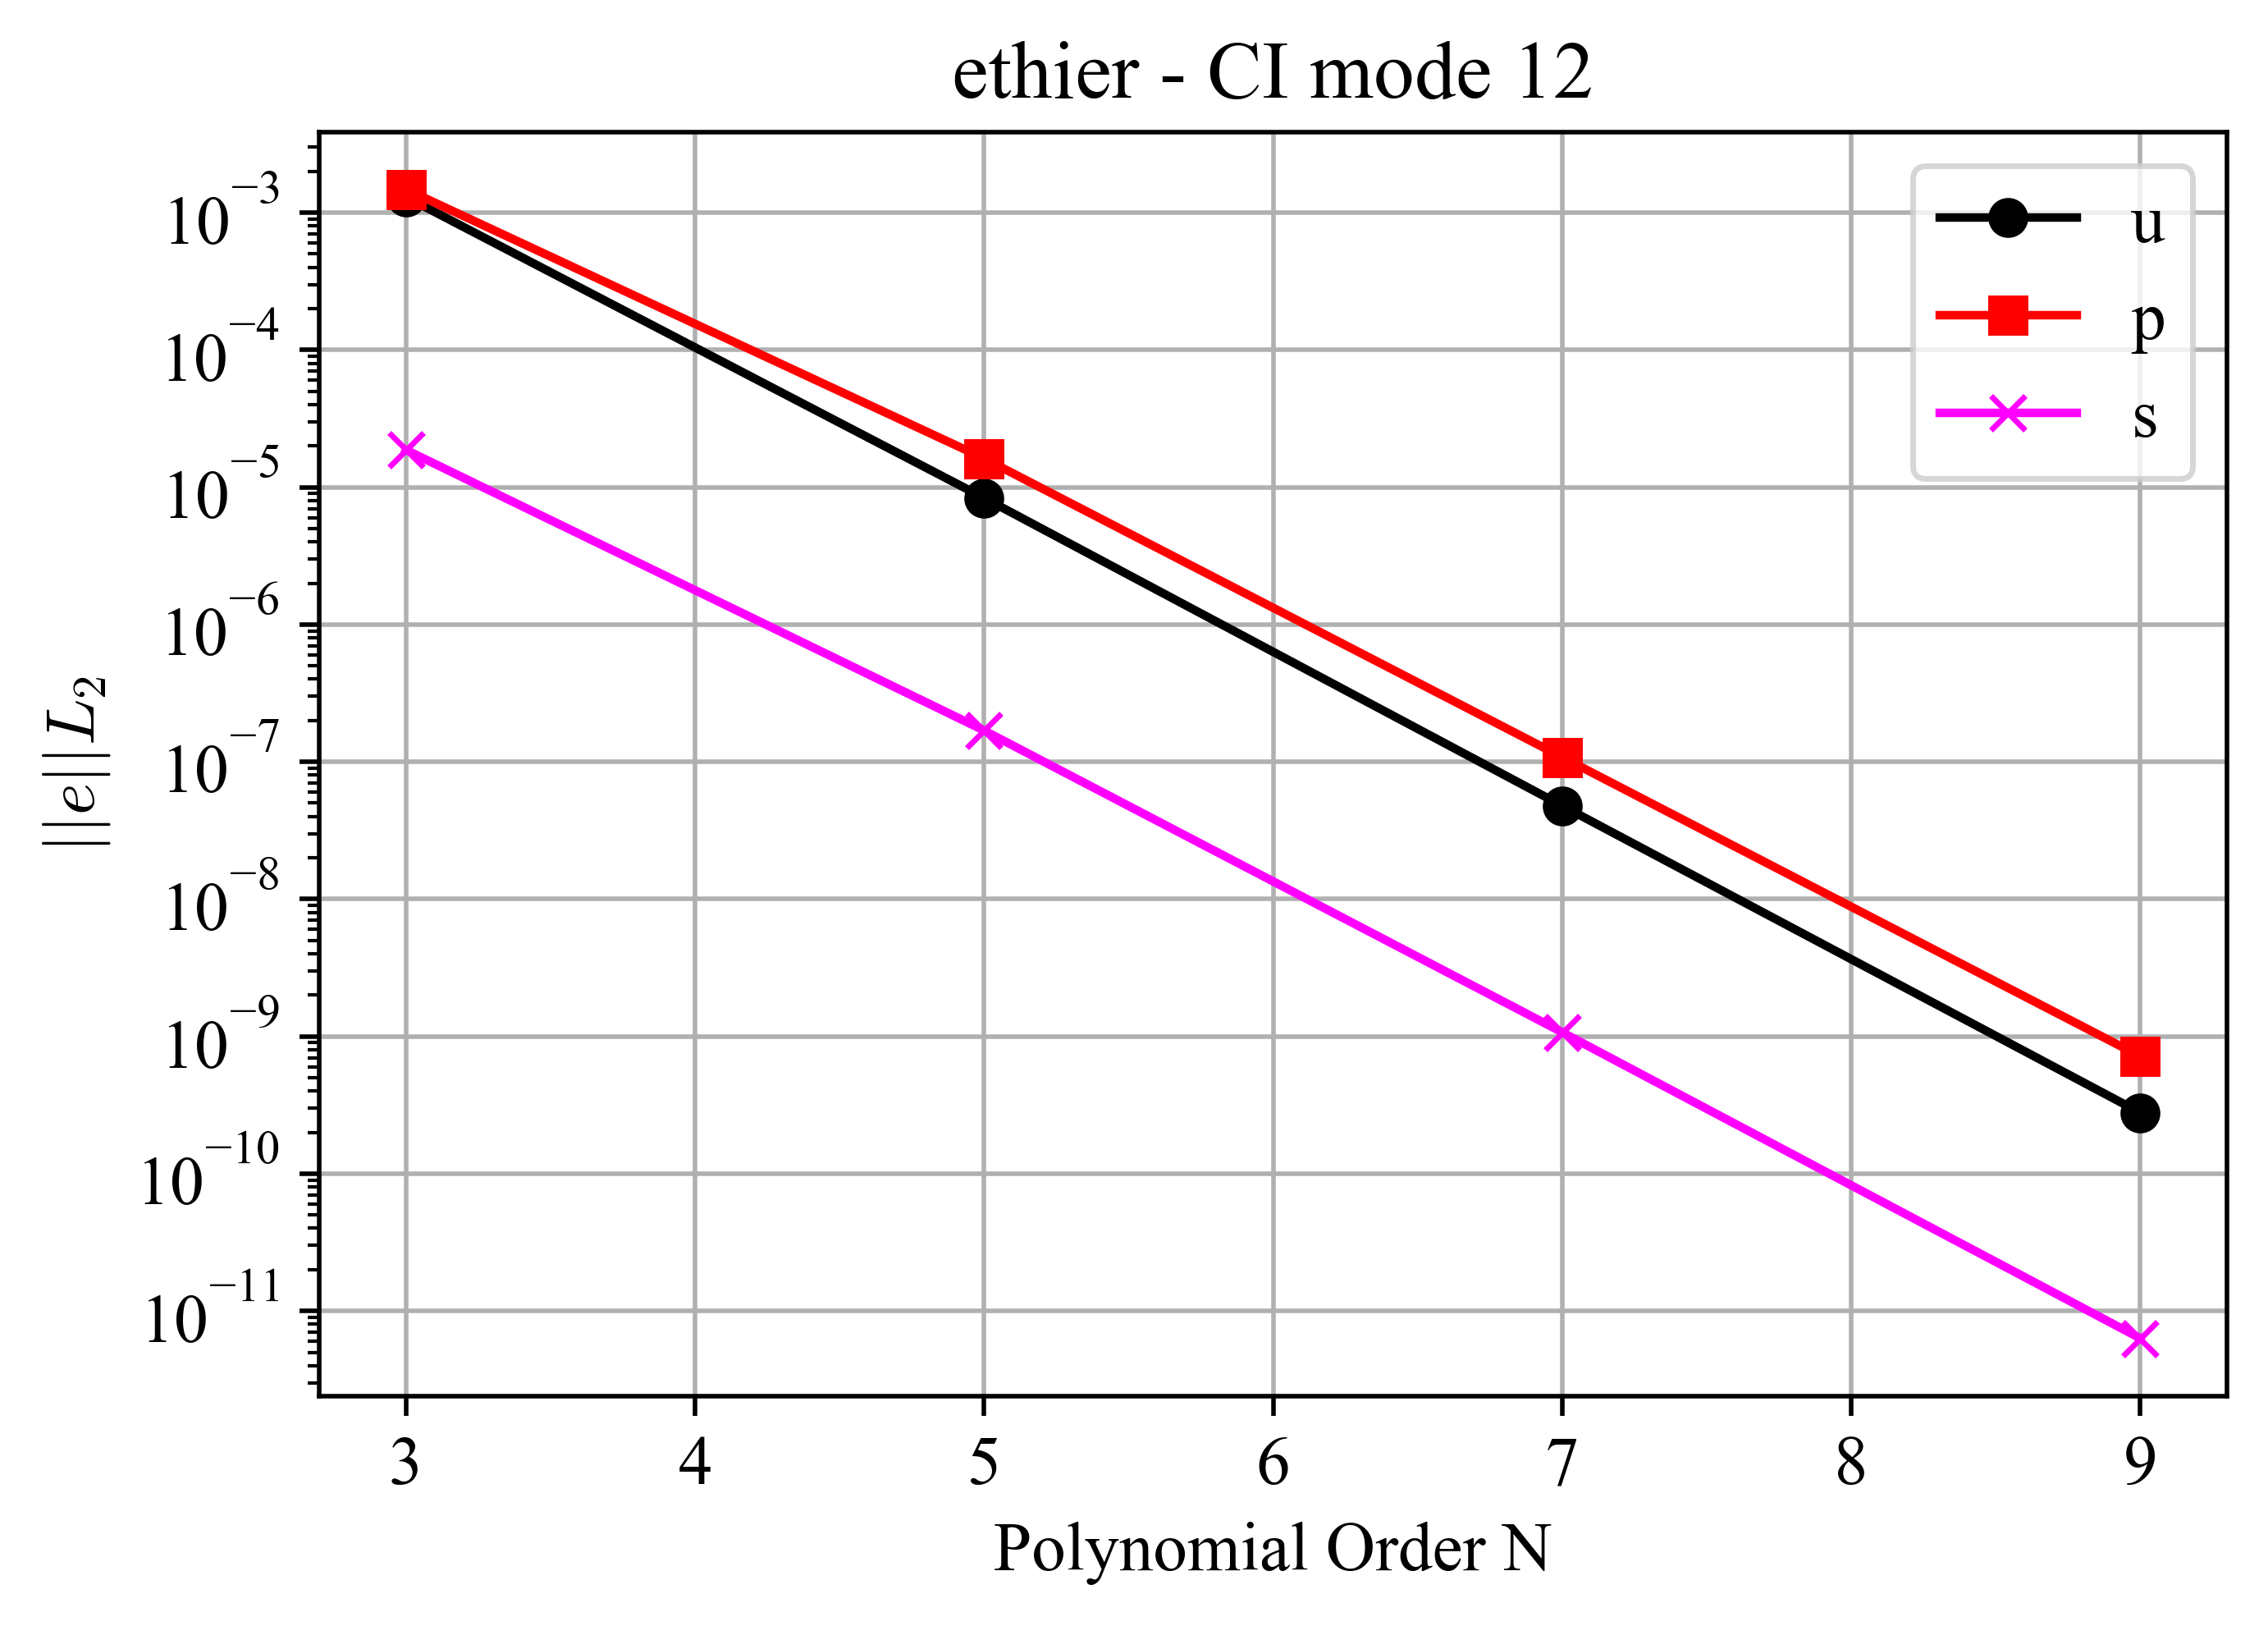 ethier - CI mode 12
10⁻³
10⁻⁴
10⁻⁵
10⁻⁶
10⁻⁷
10⁻⁸
10⁻⁹
10⁻¹⁰
10⁻¹¹
||e||L₂
u
p
s
3 4 5 6 7 8 9
Polynomial Order N